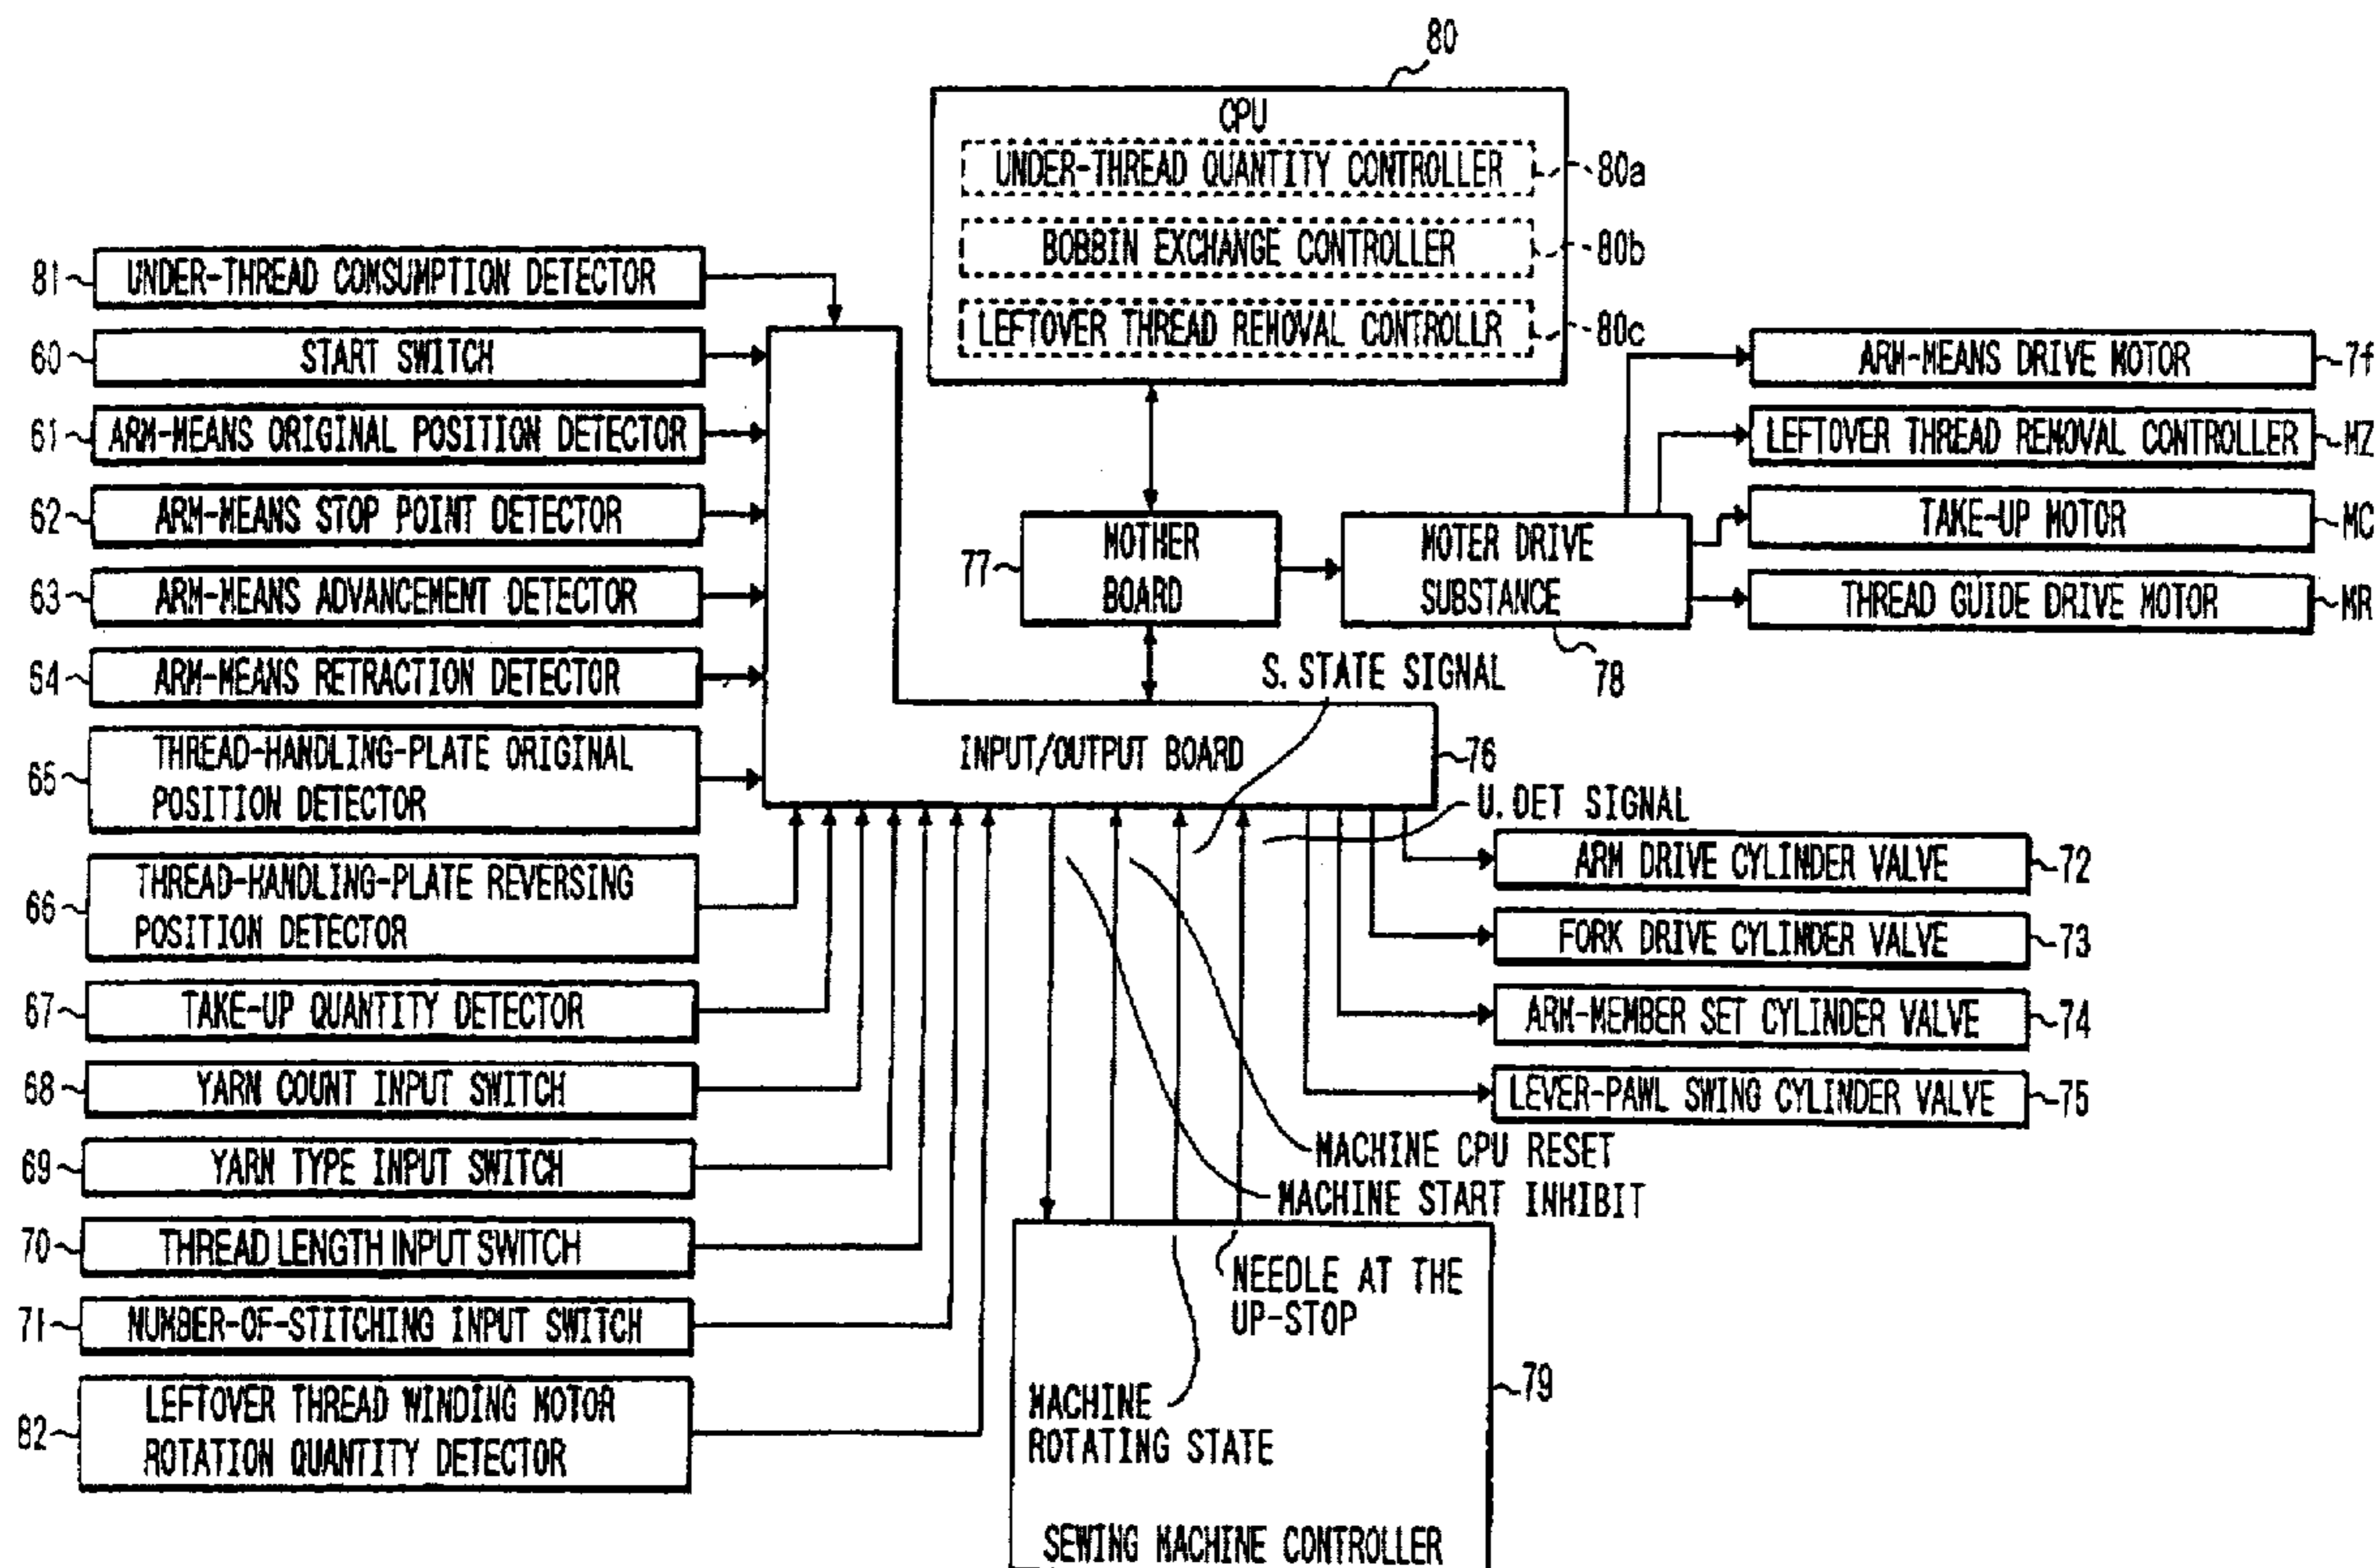 80
CPU
UNDER-THREAD QUANTITY CONTROLLER
80a
BOBBIN EXCHANGE CONTROLLER
80b
LEFTOVER THREAD REMOVAL CONTROLLR
80c
81
UNDER-THREAD COMSUMPTION DETECTOR
60
START SWITCH
61
ARM-MEANS ORIGINAL POSITION DETECTOR
62
ARM-MEANS STOP POINT DETECTOR
63
ARM-MEANS ADVANCEMENT DETECTOR
64
ARM-MEANS RETRACTION DETECTOR
65
THREAD-HANDLING-PLATE ORIGINAL
POSITION DETECTOR
66
THREAD-HANDLING-PLATE REVERSING
POSITION DETECTOR
67
TAKE-UP QUANTITY DETECTOR
68
YARN COUNT INPUT SWITCH
69
YARN TYPE INPUT SWITCH
70
THREAD LENGTH INPUT SWITCH
71
NUMBER-OF-STITCHING INPUT SWITCH
82
LEFTOVER THREAD WINDING MOTOR
ROTATION QUANTITY DETECTOR
77
MOTHER
BOARD
MOTER DRIVE
SUBSTANCE
78
ARM-MEANS DRIVE MOTOR
7f
LEFTOVER THREAD REMOVAL CONTROLLER
MZ
TAKE-UP MOTOR
MC
THREAD GUIDE DRIVE MOTOR
MR
S.STATE SIGNAL
INPUT/OUTPUT BOARD
76
U.DET SIGNAL
ARM DRIVE CYLINDER VALVE
72
FORK DRIVE CYLINDER VALVE
73
ARM-MEMBER SET CYLINDER VALVE
74
LEVER-PAWL SWING CYLINDER VALVE
75
MACHINE CPU RESET
MACHINE START INHIBIT
NEEDLE AT THE
UP-STOP
MACHINE
ROTATING STATE
79
SEWING MACHINE CONTROLLER